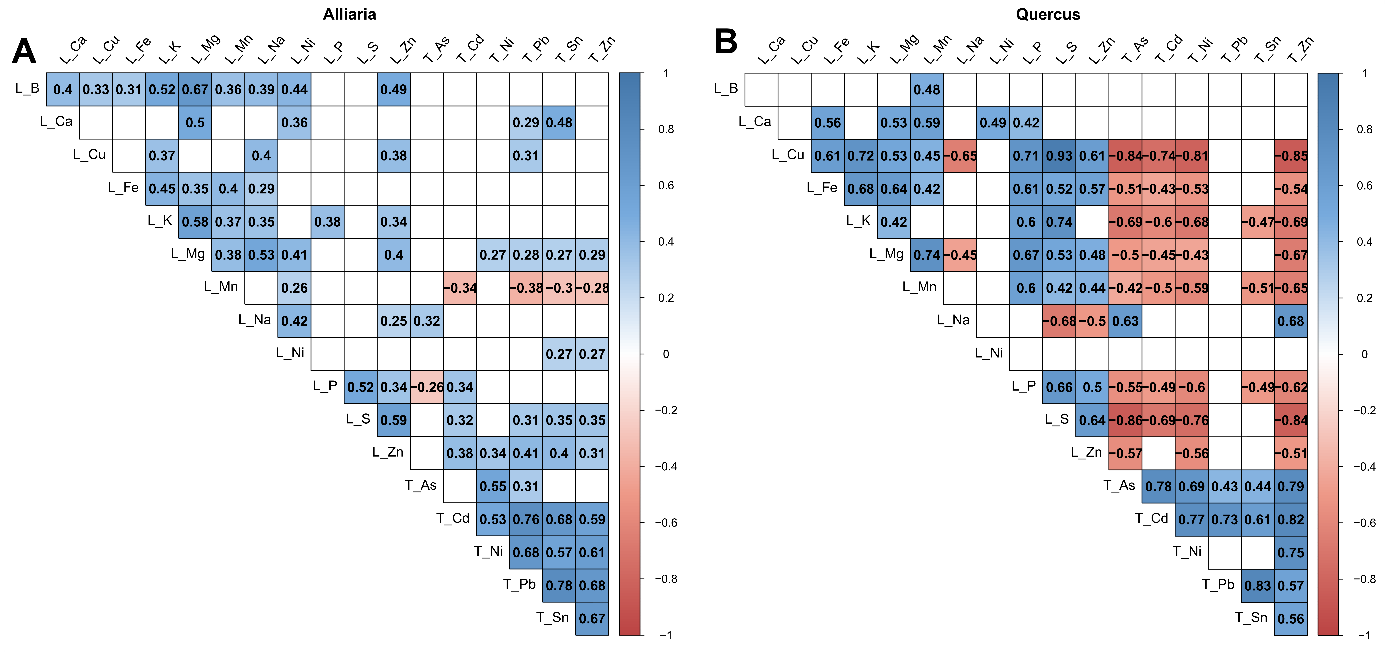 Alliaria
A
L_Ca L_Cu L_Fe L_K L_Mg L_Mn L_Na L_Ni L_P L_S L_Zn T_As T_Cd T_Ni T_Pb T_Sn T_Zn
L_B 0.4 0.33 0.31 0.52 0.67 0.36 0.39 0.44 0.49
L_Ca 0.5 0.36 0.29 0.48
L_Cu 0.37 0.4 0.38 0.31
L_Fe 0.45 0.35 0.4 0.29
L_K 0.58 0.37 0.35 0.38 0.34
L_Mg 0.38 0.53 0.41 0.4 0.27 0.28 0.27 0.29
L_Mn 0.26 −0.34 −0.38 −0.3 −0.28
L_Na 0.42 0.25 0.32
L_Ni 0.27 0.27
L_P 0.52 0.34 −0.26 0.34
L_S 0.59 0.32 0.31 0.35 0.35
L_Zn 0.38 0.34 0.41 0.4 0.31
T_As 0.55 0.31
T_Cd 0.53 0.76 0.68 0.59
T_Ni 0.68 0.57 0.61
T_Pb 0.78 0.68
T_Sn 0.67
1
0.8
0.6
0.4
0.2
0
−0.2
−0.4
−0.6
−0.8
−1
Quercus
B
L_Ca L_Cu L_Fe L_K L_Mg L_Mn L_Na L_Ni L_P L_S L_Zn T_As T_Cd T_Ni T_Pb T_Sn T_Zn
L_B 0.48
L_Ca 0.56 0.53 0.59 0.49 0.42
L_Cu 0.61 0.72 0.53 0.45 −0.65 0.71 0.93 0.61 −0.84 −0.74 −0.81 −0.85
L_Fe 0.68 0.64 0.42 0.61 0.52 0.57 −0.51 −0.43 −0.53 −0.54
L_K 0.42 0.6 0.74 −0.69 −0.6 −0.68 −0.47 −0.69
L_Mg 0.74 −0.45 0.67 0.53 0.48 −0.5 −0.45 −0.43 −0.67
L_Mn 0.6 0.42 0.44 −0.42 −0.5 −0.59 −0.51 −0.65
L_Na −0.68 −0.5 0.63 0.68
L_Ni
L_P 0.66 0.5 −0.55 −0.49 −0.6 −0.49 −0.62
L_S 0.64 −0.86 −0.69 −0.76 −0.84
L_Zn −0.57 −0.56 −0.51
T_As 0.78 0.69 0.43 0.44 0.79
T_Cd 0.77 0.73 0.61 0.82
T_Ni 0.75
T_Pb 0.83 0.57
T_Sn 0.56
1
0.8
0.6
0.4
0.2
0
−0.2
−0.4
−0.6
−0.8
−1